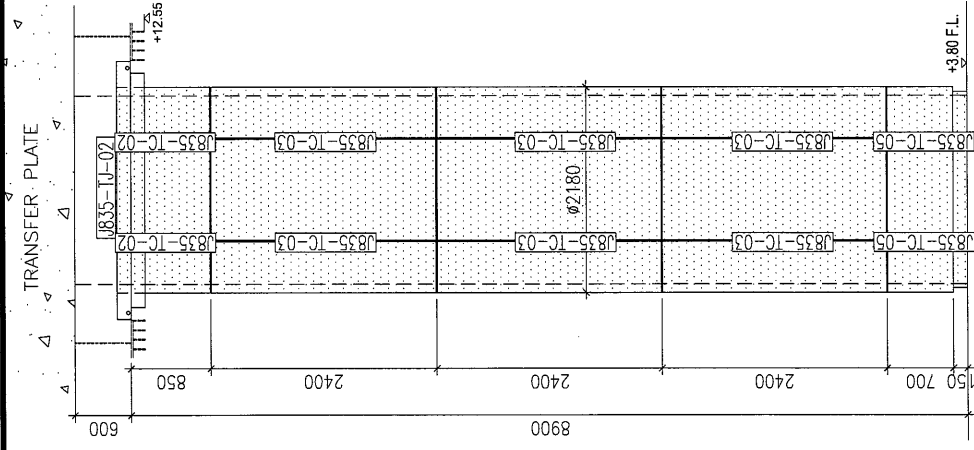 TRANSFER PLATE
+12.55
+3.80 F.L.
J835-TJ-02
J835-TC-02
J835-TC-03
J835-TC-03
J835-TC-03
J835-TC-05
ø2180
J835-TC-02
J835-TC-03
J835-TC-03
J835-TC-03
J835-TC-05
850
2400
2400
2400
700
150
600
8900